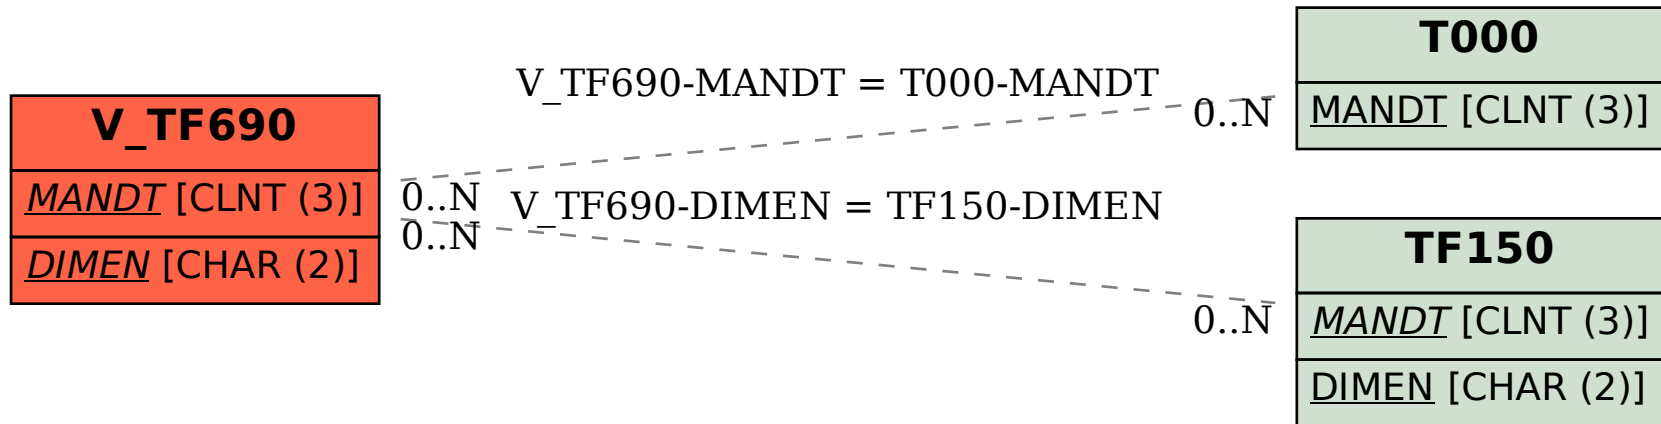 V_TF690
MANDT [CLNT (3)]
DIMEN [CHAR (2)]
V_TF690-MANDT = T000-MANDT
0..N
0..N
V_TF690-DIMEN = TF150-DIMEN
0..N
0..N
T000
MANDT [CLNT (3)]
TF150
MANDT [CLNT (3)]
DIMEN [CHAR (2)]